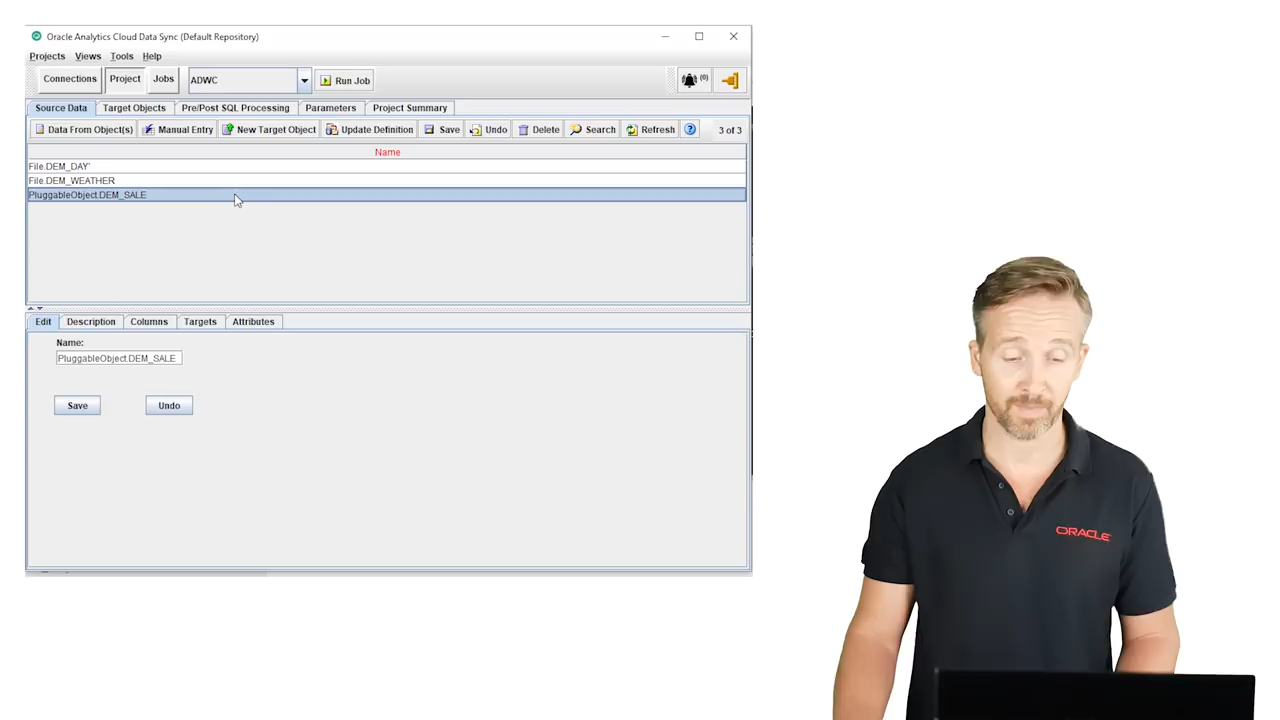 Oracle Analytics Cloud Data Sync (Default Repository)
Projects Views Tools Help
Connections Project Jobs ADWC Run Job (0)
Source Data Target Objects Pre/Post SQL Processing Parameters Project Summary
Data From Object(s) Manual Entry New Target Object Update Definition Save Undo Delete Search Refresh ? 3 of 3
Name
File.DEM_DAY'
File.DEM_WEATHER
PluggableObject.DEM_SALE
Edit Description Columns Targets Attributes
Name:
PluggableObject.DEM_SALE
Save Undo
ORACLE